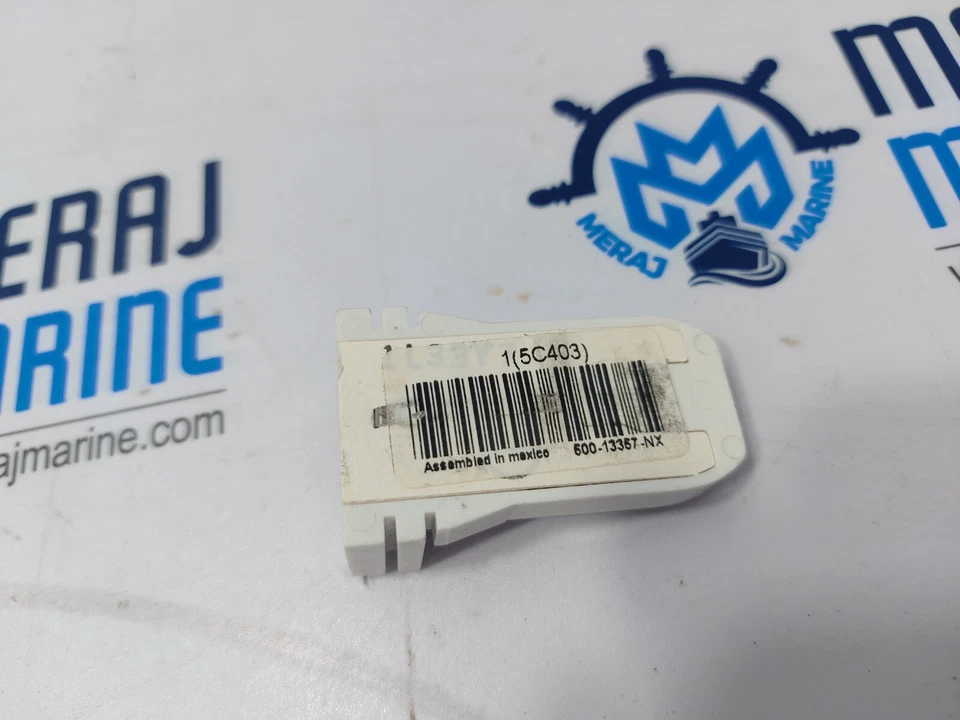 MERAJ
MARINE
ERAJ
ARINE
ajmarine.com
1(5C403)
Assembled in mexico 600-13357-NX